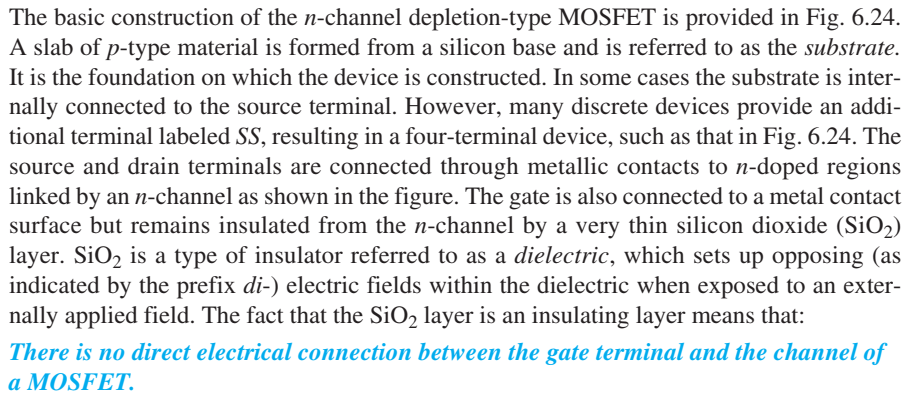 The basic construction of the n-channel depletion-type MOSFET is provided in Fig. 6.24.
A slab of p-type material is formed from a silicon base and is referred to as the substrate.
It is the foundation on which the device is constructed. In some cases the substrate is inter-
nally connected to the source terminal. However, many discrete devices provide an addi-
tional terminal labeled SS, resulting in a four-terminal device, such as that in Fig. 6.24. The
source and drain terminals are connected through metallic contacts to n-doped regions
linked by an n-channel as shown in the figure. The gate is also connected to a metal contact
surface but remains insulated from the n-channel by a very thin silicon dioxide (SiO₂)
layer. SiO₂ is a type of insulator referred to as a dielectric, which sets up opposing (as
indicated by the prefix di-) electric fields within the dielectric when exposed to an exter-
nally applied field. The fact that the SiO₂ layer is an insulating layer means that:
There is no direct electrical connection between the gate terminal and the channel of
a MOSFET.